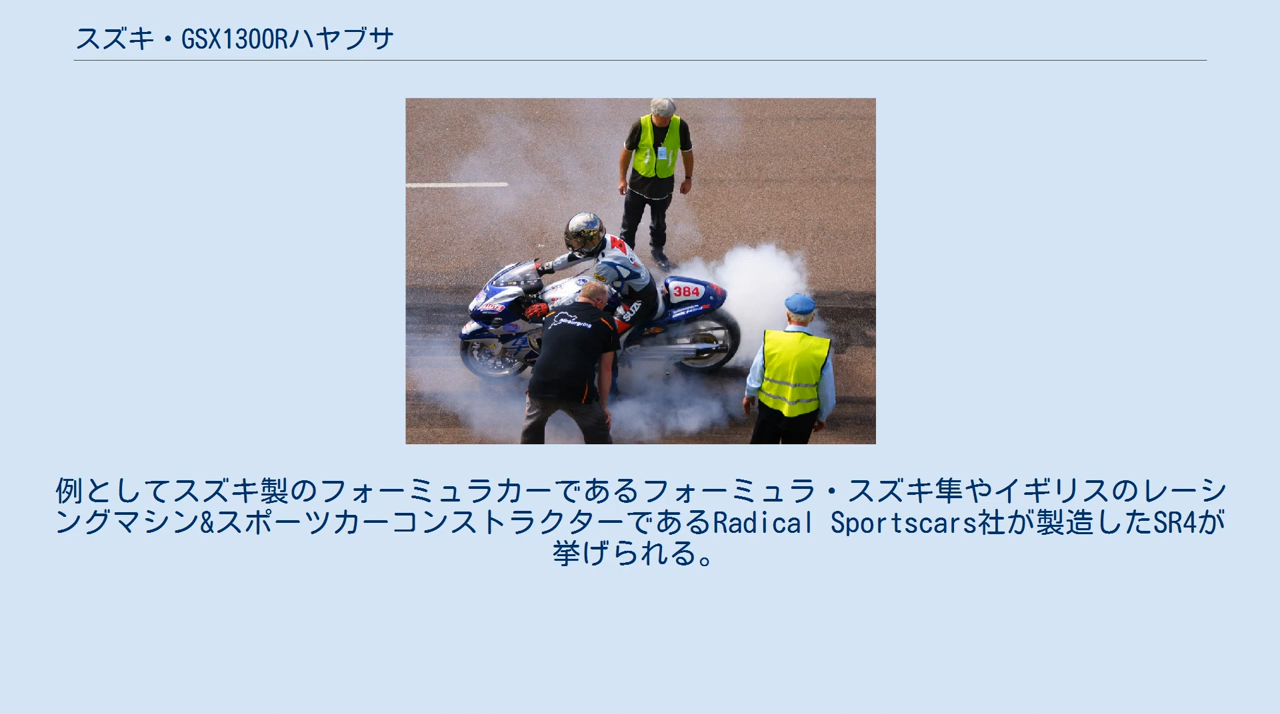 スズキ・GSX1300Rハヤブサ
384
SUZU
例としてスズキ製のフォーミュラカーであるフォーミュラ・スズキ隼やイギリスのレーシ
ングマシン&スポーツカーコンストラクターであるRadical Sportscars社が製造したSR4が
挙げられる。